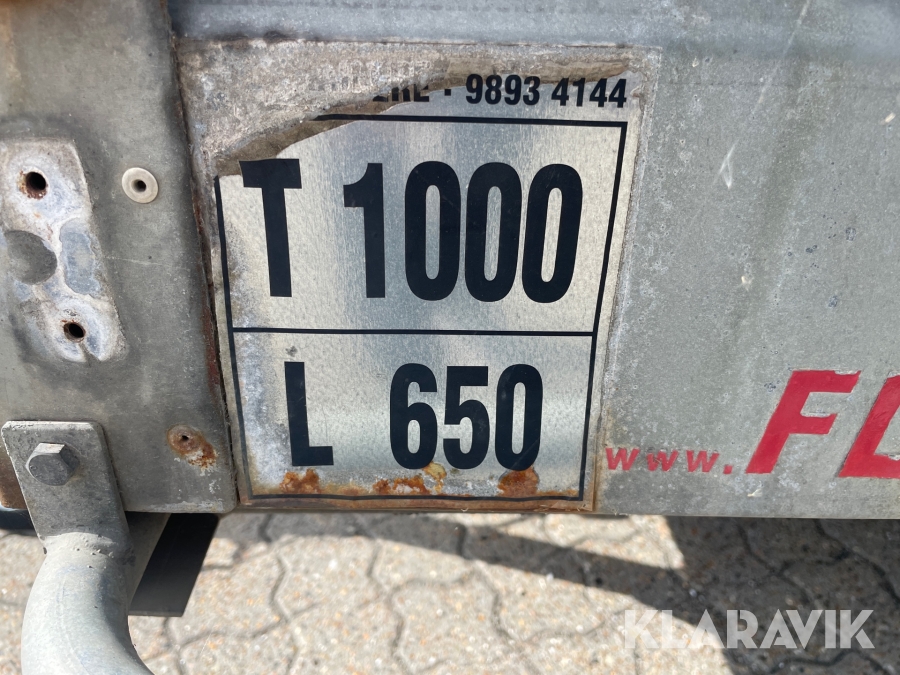 · 9893 4144
T 1000
L 650
www.
KLARAVIK